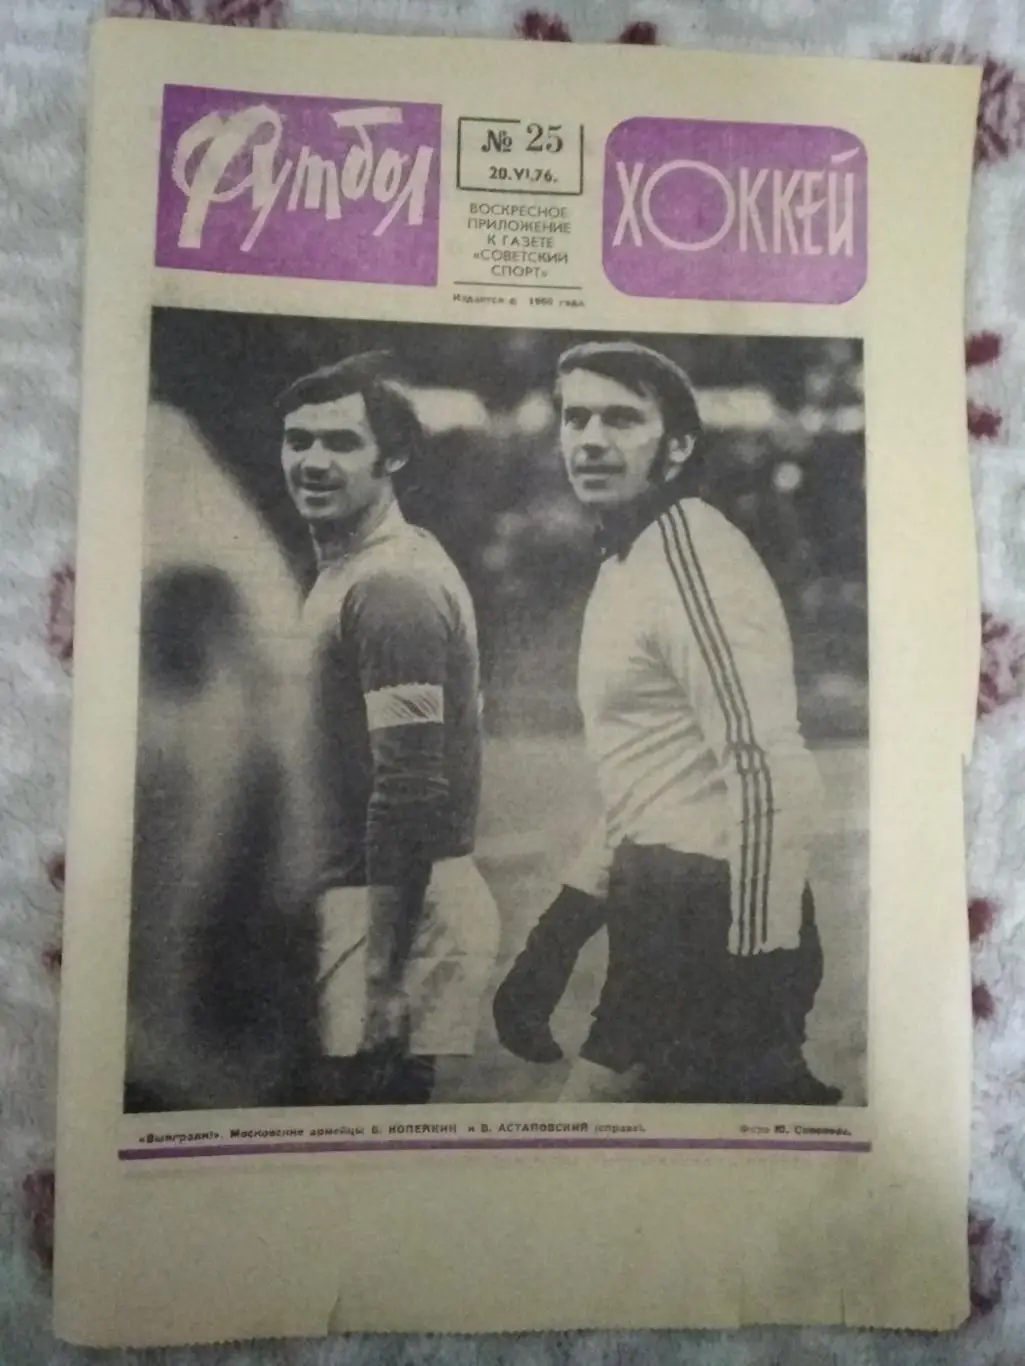 Футбол
№ 25
20.VI.76.
ВОСКРЕСНОЕ
ПРИЛОЖЕНИЕ
К ГАЗЕТЕ
«СОВЕТСКИЙ
СПОРТ»
Издается с 1960 года
ХОККЕЙ
«Выиграли!». Московские армейцы Б. КОПЕЙКИН и В. АСТАПОВСКИЙ (справа). Фото Ю.